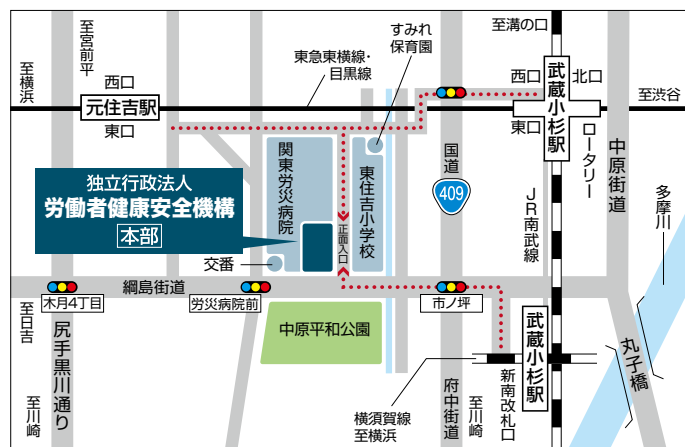 至宮前平
すみれ
保育園
至溝の口
東急東横線・
目黒線
至横浜
西口
元住吉駅
東口
西口
北口
武蔵小杉駅
東口
ロータリー
至渋谷
中原街道
関東労災病院
東住吉小学校
国道
409
JR南武線
多摩川
独立行政法人
労働者健康安全機構
本部
正面入口
交番
綱島街道
木月4丁目
労災病院前
市ノ坪
至日吉
尻手黒川通り
中原平和公園
武蔵小杉駅
丸子橋
新南改札口
横須賀線
至横浜
府中街道
至川崎
至川崎